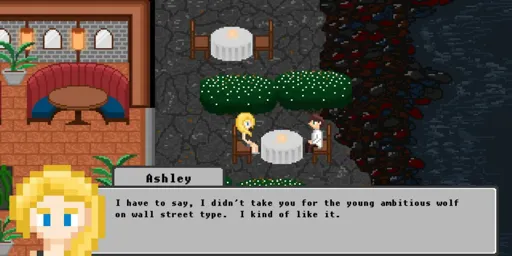 Ashley
I have to say, I didn't take you for the young ambitious wolf
on wall street type.  I kind of like it.